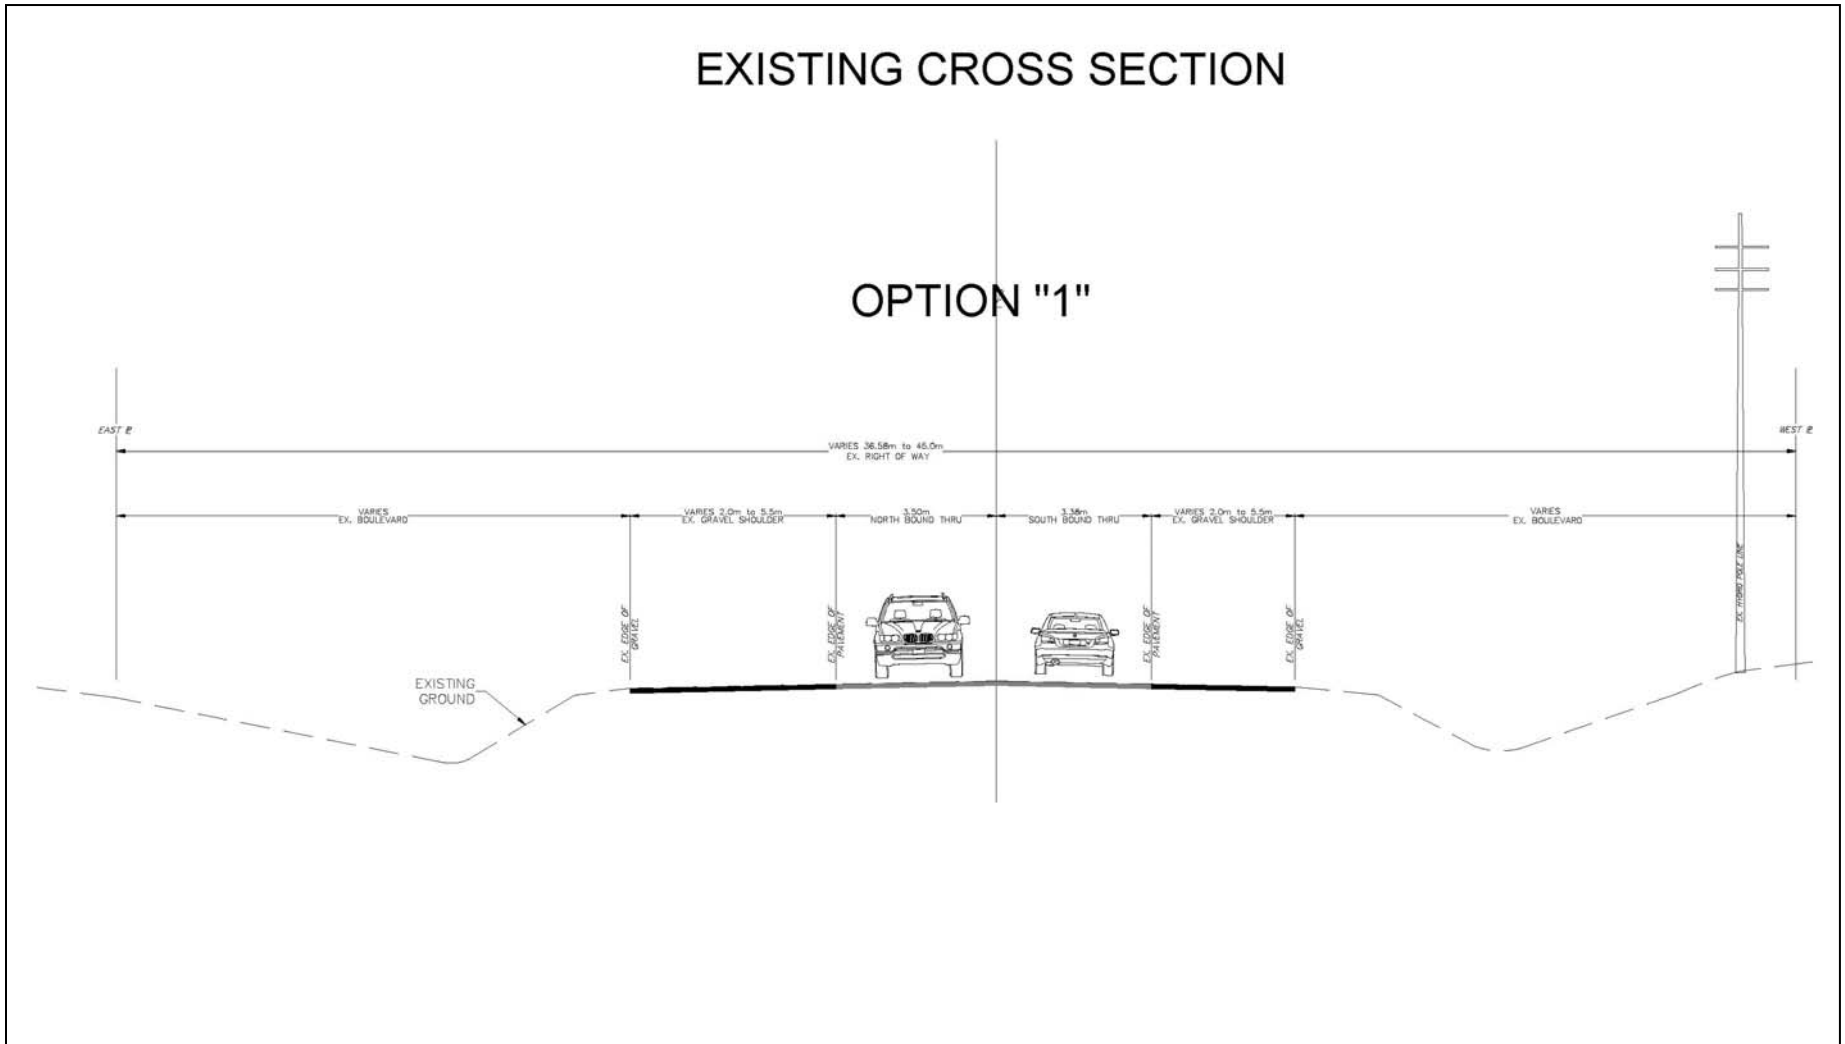 EXISTING CROSS SECTION
OPTION "1"
EAST ⅊
WEST ⅊
VARIES 36.58m to 45.0m
EX. RIGHT OF WAY
VARIES
EX. BOULEVARD
VARIES 2.0m to 5.5m
EX. GRAVEL SHOULDER
3.50m
NORTH BOUND THRU
3.38m
SOUTH BOUND THRU
VARIES 2.0m to 5.5m
EX. GRAVEL SHOULDER
VARIES
EX. BOULEVARD
EX. EDGE OF
GRAVEL
EX. EDGE OF
PAVEMENT
EX. EDGE OF
PAVEMENT
EX. EDGE OF
GRAVEL
EX. HYDRO POLE LINE
EXISTING
GROUND